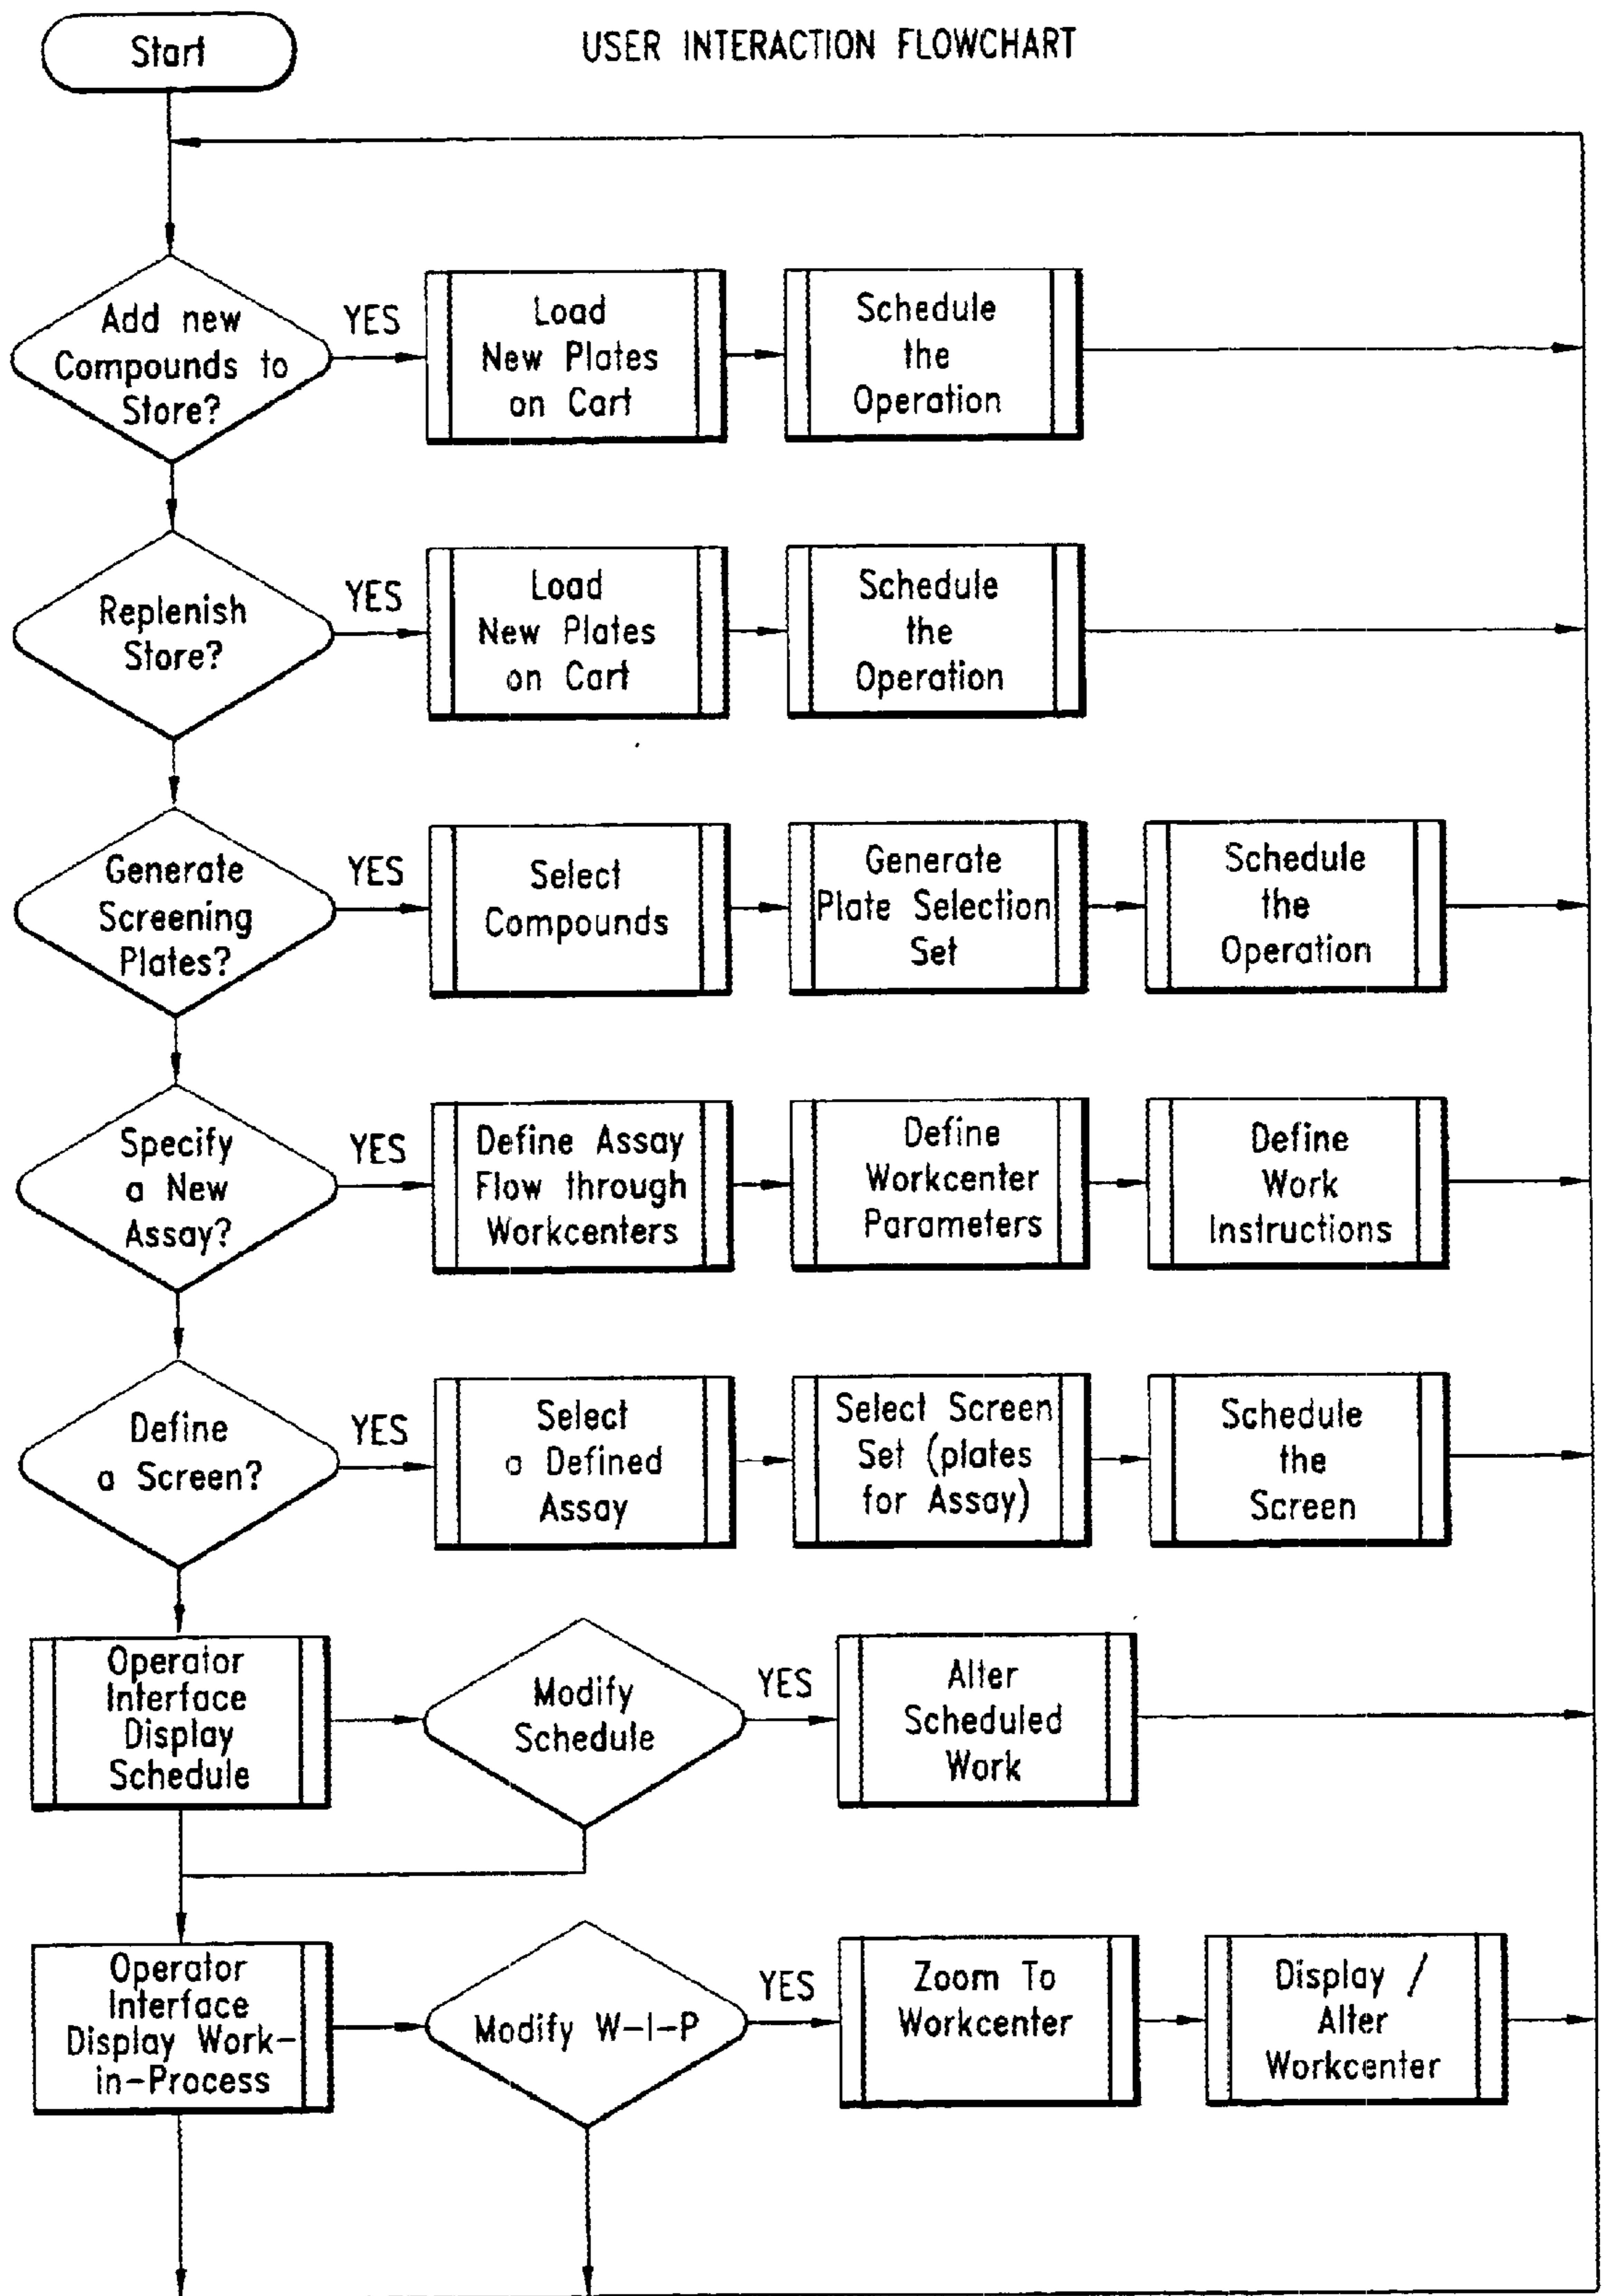 Start
USER INTERACTION FLOWCHART
Add new
Compounds to
Store?
YES
Load
New Plates
on Cart
Schedule
the
Operation
Replenish
Store?
YES
Load
New Plates
on Cart
Schedule
the
Operation
Generate
Screening
Plates?
YES
Select
Compounds
Generate
Plate Selection
Set
Schedule
the
Operation
Specify
a New
Assay?
YES
Define Assay
Flow through
Workcenters
Define
Workcenter
Parameters
Define
Work
Instructions
Define
a Screen?
YES
Select
a Defined
Assay
Select Screen
Set (plates
for Assay)
Schedule
the
Screen
Operator
Interface
Display
Schedule
Modify
Schedule
YES
Alter
Scheduled
Work
Operator
Interface
Display Work-
in-Process
Modify W-I-P
YES
Zoom To
Workcenter
Display /
Alter
Workcenter